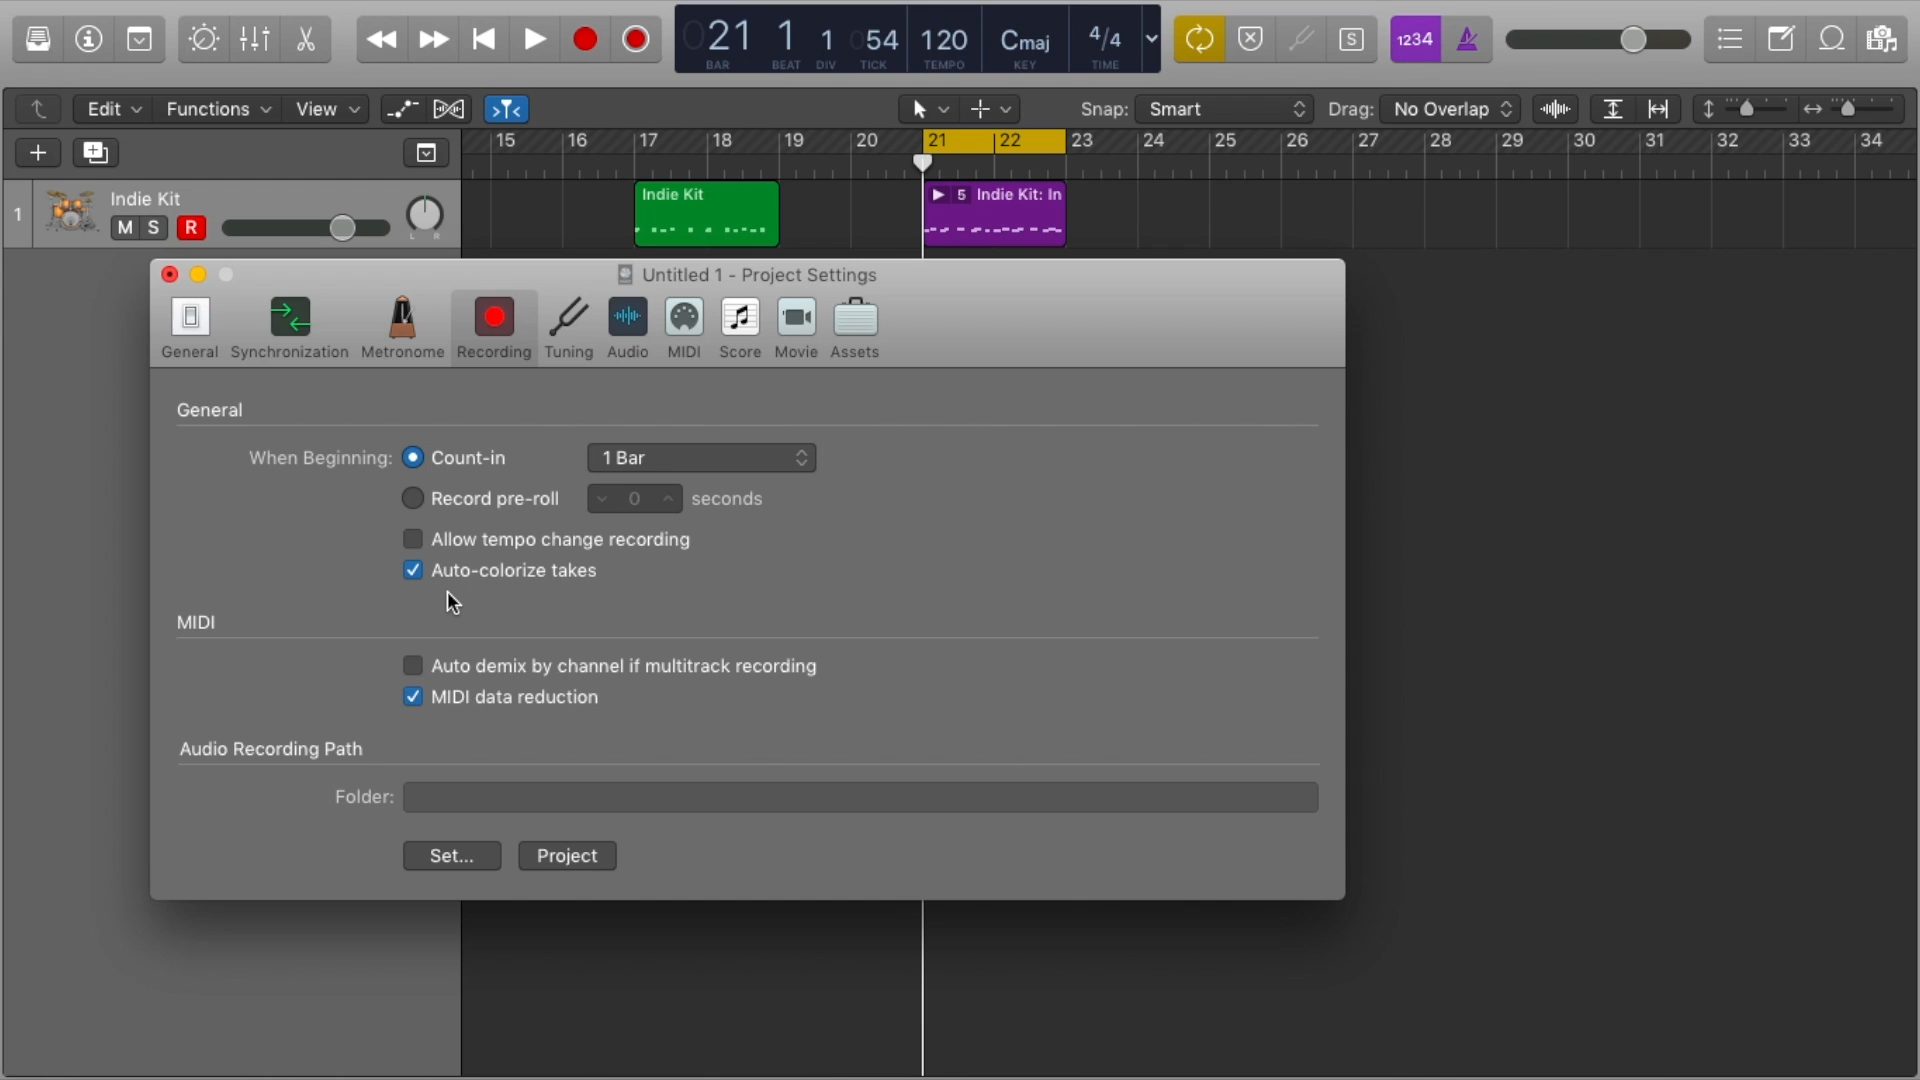 21 1 1 54 120 Cmaj 4/4
BAR BEAT DIV TICK TEMPO KEY TIME
S 1234
Edit Functions View Snap: Smart Drag: No Overlap
15 16 17 18 19 20 21 22 23 24 25 26 27 28 29 30 31 32 33 34
1 Indie Kit
M S R L R
Indie Kit
5 Indie Kit: In
Untitled 1 - Project Settings
General Synchronization Metronome Recording Tuning Audio MIDI Score Movie Assets
General
When Beginning: Count-in 1 Bar
Record pre-roll 0 seconds
Allow tempo change recording
Auto-colorize takes
MIDI
Auto demix by channel if multitrack recording
MIDI data reduction
Audio Recording Path
Folder:
Set... Project